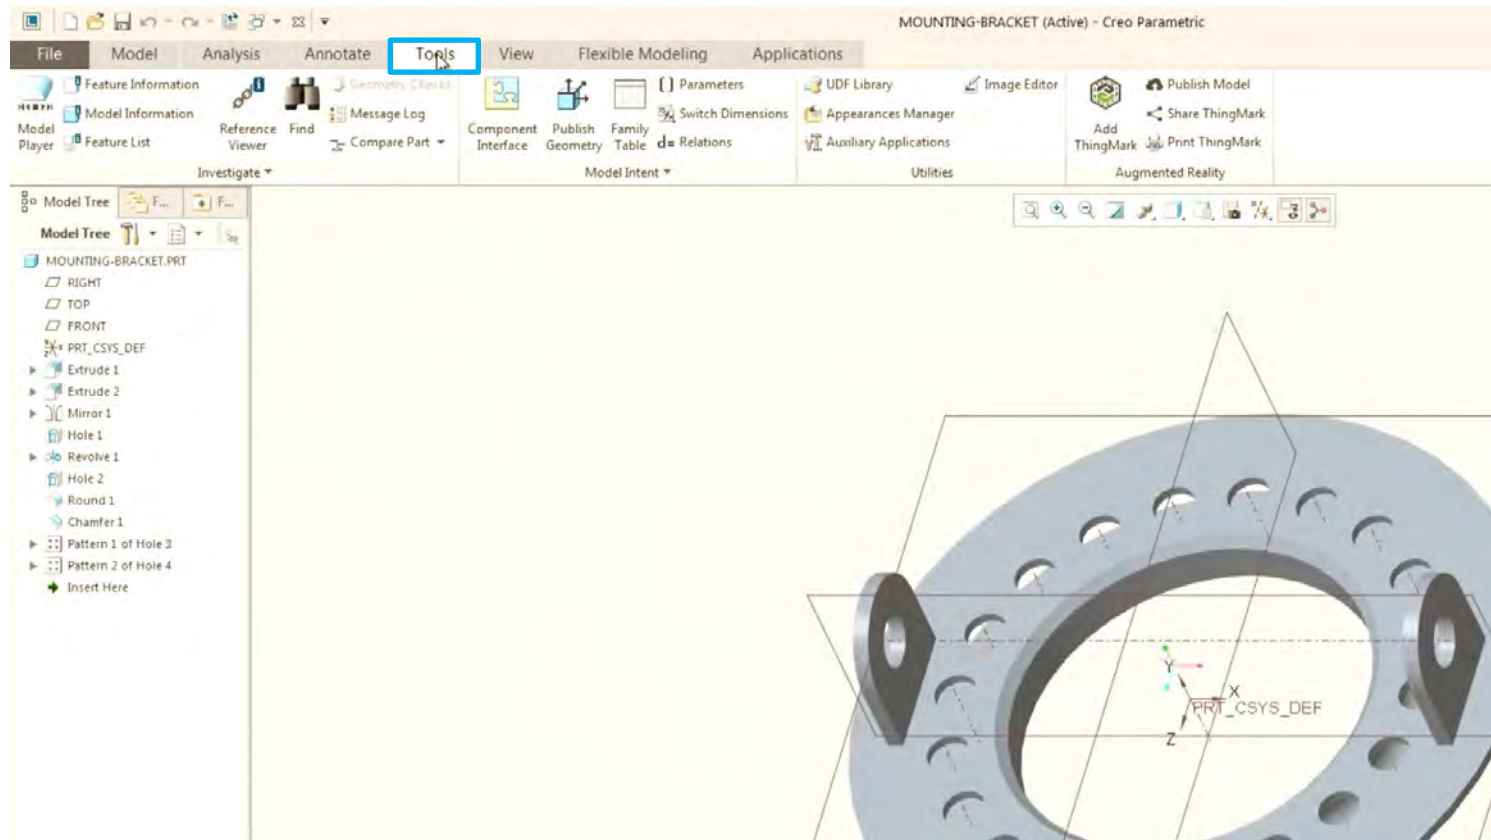 MOUNTING-BRACKET (Active) - Creo Parametric
File Model Analysis Annotate Tools View Flexible Modeling Applications
Model Player
Feature Information
Model Information
Feature List
Reference Viewer
Find
Geometry Checks
Message Log
Compare Part
Investigate
Component Interface
Publish Geometry
Family Table
[ ] Parameters
Switch Dimensions
d= Relations
Model Intent
UDF Library
Appearances Manager
Auxiliary Applications
Image Editor
Utilities
Add ThingMark
Publish Model
Share ThingMark
Print ThingMark
Augmented Reality
Model Tree F... F...
Model Tree
MOUNTING-BRACKET.PRT
RIGHT
TOP
FRONT
PRT_CSYS_DEF
Extrude 1
Extrude 2
Mirror 1
Hole 1
Revolve 1
Hole 2
Round 1
Chamfer 1
Pattern 1 of Hole 3
Pattern 2 of Hole 4
Insert Here
Y
X
PRT_CSYS_DEF
Z